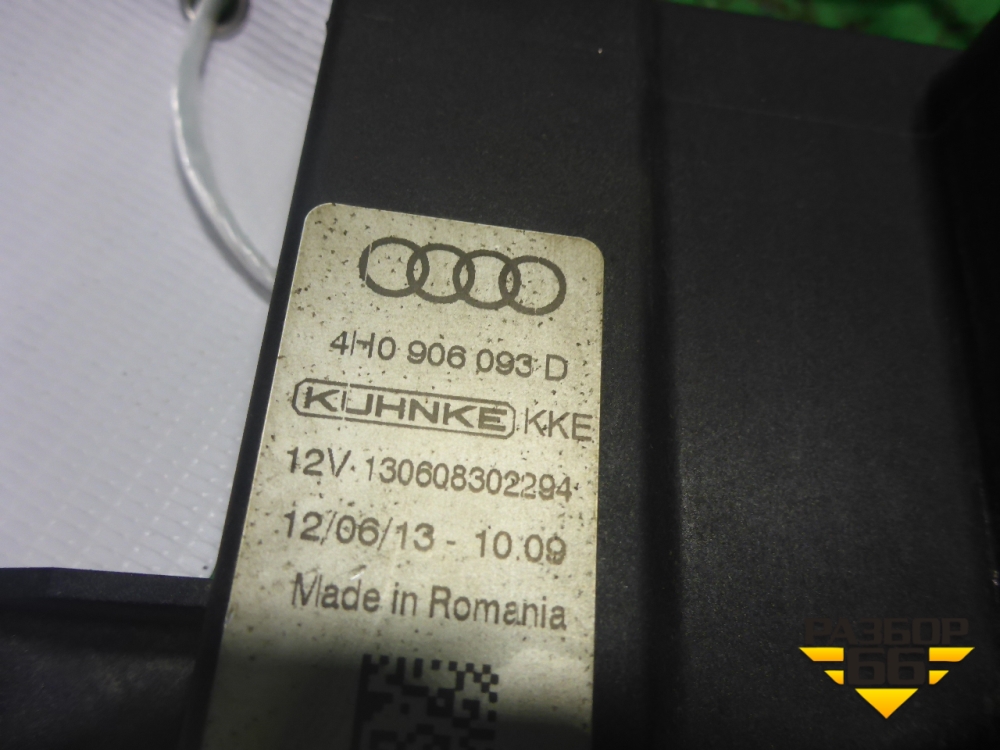 4H0 906 093 D
KUHNKE KKE
12V 130608302294
12/06/13 - 10.09
Made in Romania
РАЗБОР
66